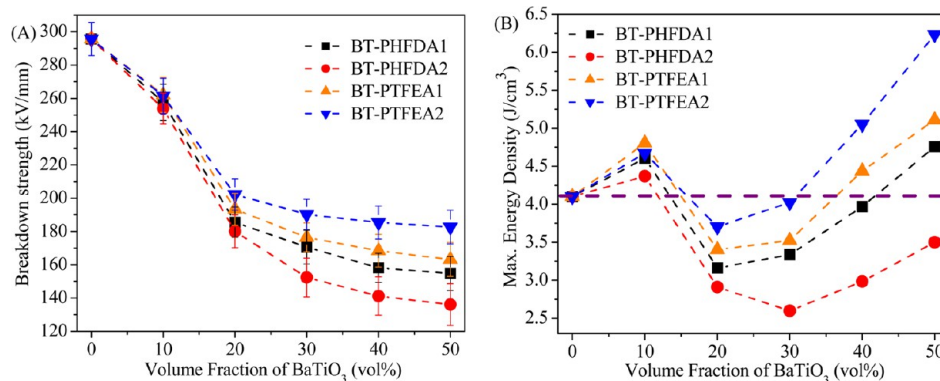 (A)
Breakdown strength (kV/mm)
300
280
260
240
220
200
180
160
140
120
0 10 20 30 40 50
Volume Fraction of BaTiO3 (vol%)
BT-PHFDA1
BT-PHFDA2
BT-PTFEA1
BT-PTFEA2
(B)
Max. Energy Density (J/cm3)
6.5
6.0
5.5
5.0
4.5
4.0
3.5
3.0
2.5
0 10 20 30 40 50
Volume Fraction of BaTiO3 (vol%)
BT-PHFDA1
BT-PHFDA2
BT-PTFEA1
BT-PTFEA2